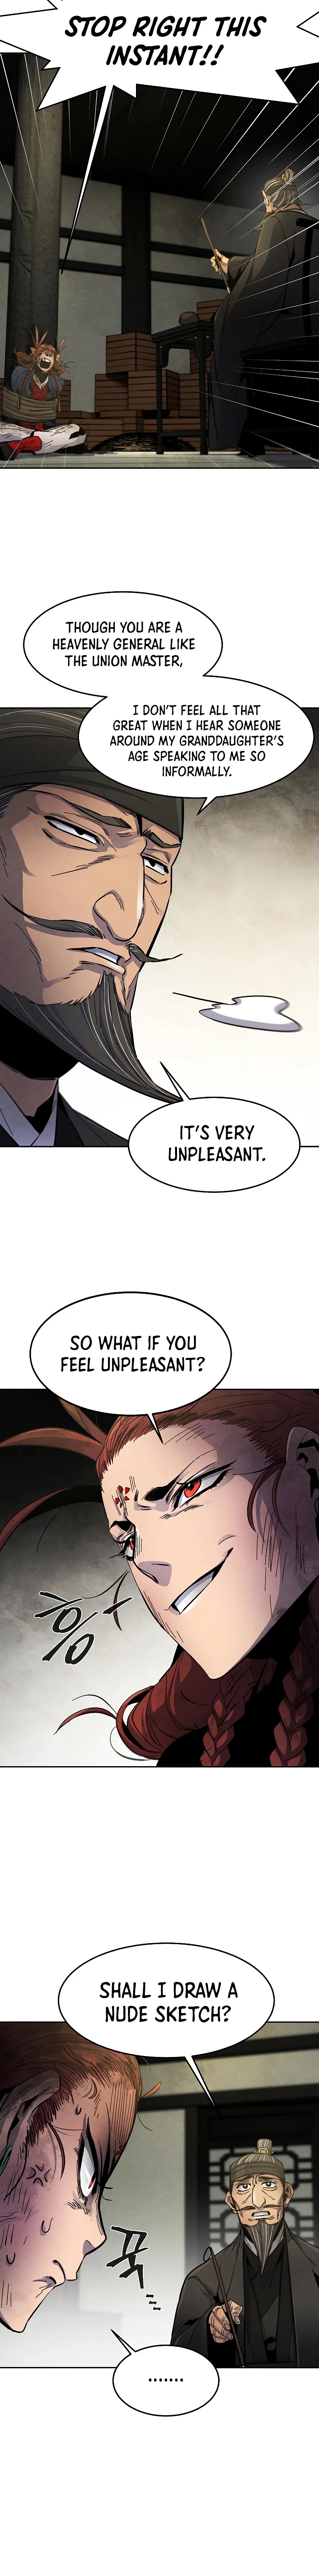 STOP RIGHT THIS
INSTANT!!
THOUGH YOU ARE A
HEAVENLY GENERAL LIKE
THE UNION MASTER,
I DON'T FEEL ALL THAT
GREAT WHEN I HEAR SOMEONE
AROUND MY GRANDDAUGHTER'S
AGE SPEAKING TO ME SO
INFORMALLY.
IT'S VERY
UNPLEASANT.
SO WHAT IF YOU
FEEL UNPLEASANT?
SHALL I DRAW A
NUDE SKETCH?
.......